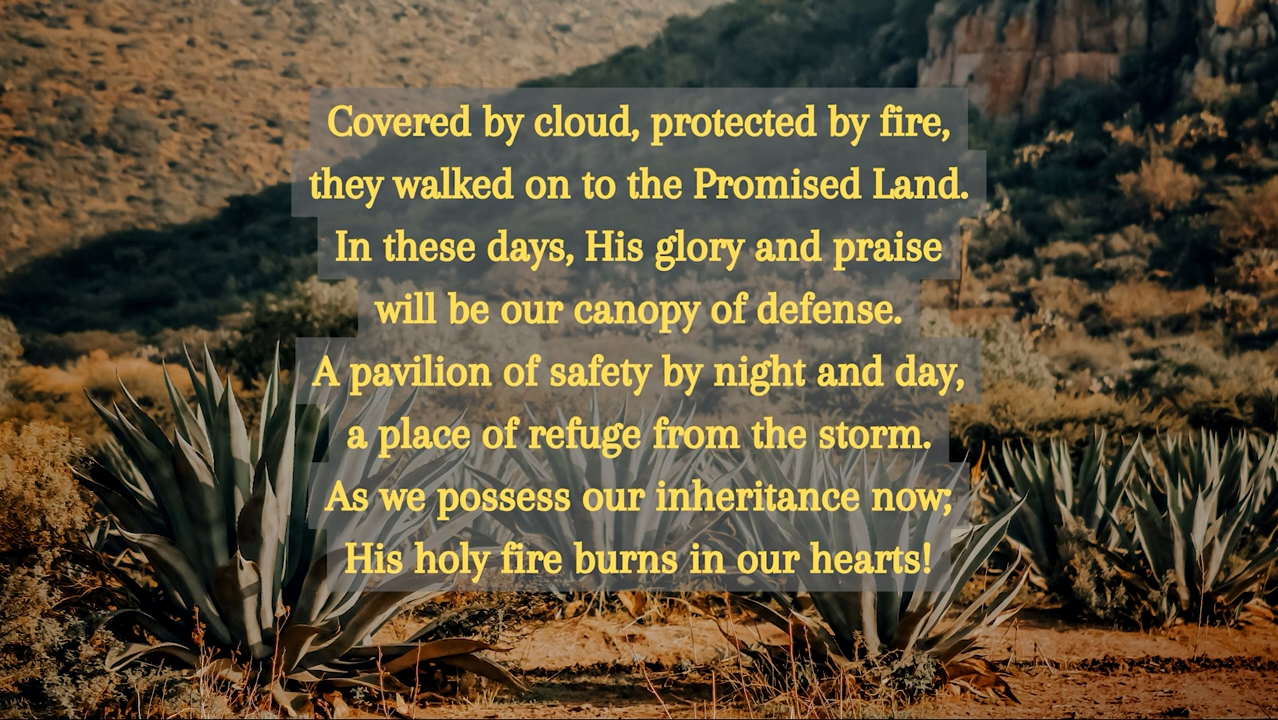 Covered by cloud, protected by fire,
they walked on to the Promised Land.
In these days, His glory and praise
will be our canopy of defense.
A pavilion of safety by night and day,
a place of refuge from the storm.
As we possess our inheritance now;
His holy fire burns in our hearts!